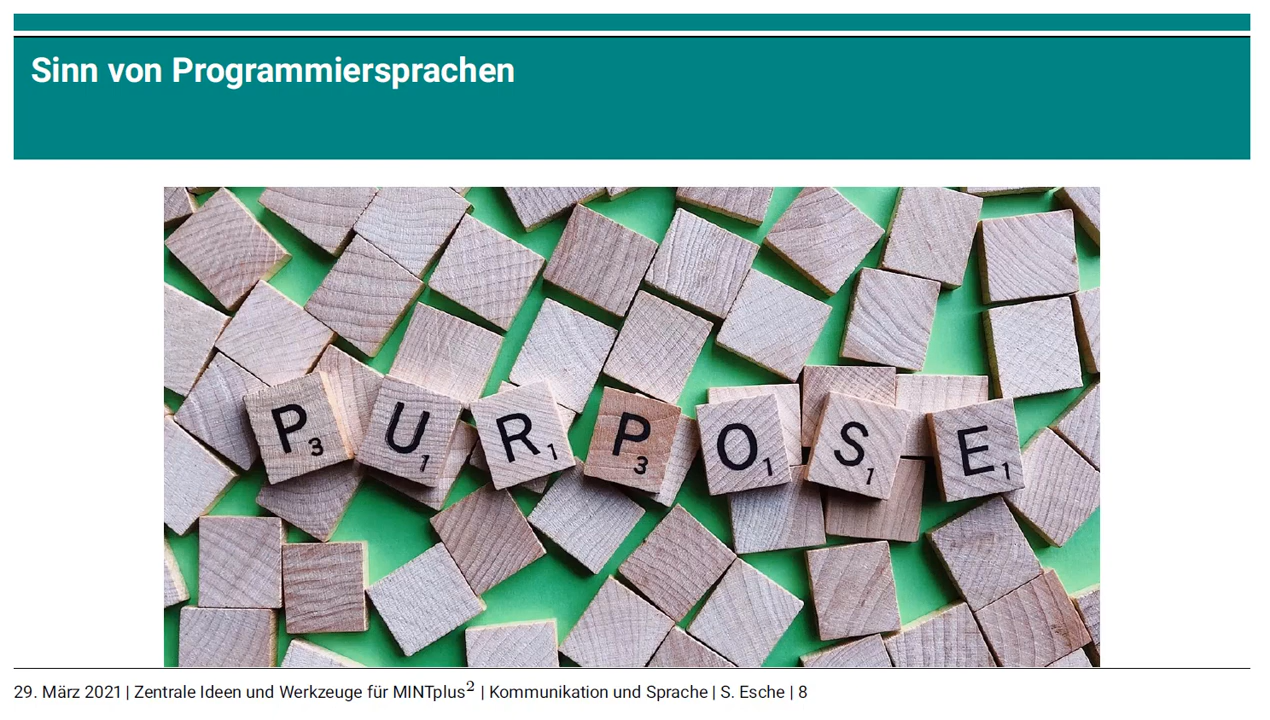 Sinn von Programmiersprachen
P3 U1 R1 P3 O1 S1 E1
29. März 2021 | Zentrale Ideen und Werkzeuge für MINTplus² | Kommunikation und Sprache | S. Esche | 8